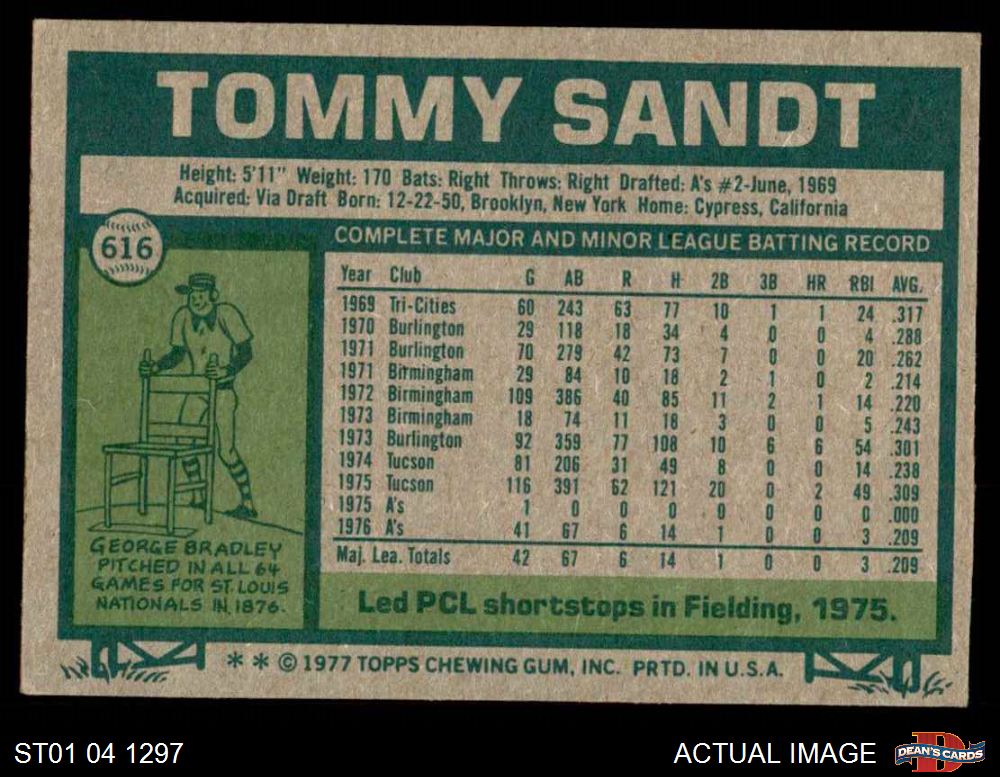 TOMMY SANDT
Height: 5'11" Weight: 170 Bats: Right Throws: Right Drafted: A's #2-June, 1969
Acquired: Via Draft Born: 12-22-50, Brooklyn, New York Home: Cypress, California
616
COMPLETE MAJOR AND MINOR LEAGUE BATTING RECORD
Year Club G AB R H 2B 3B HR RBI AVG.
1969 Tri-Cities 60 243 63 77 10 1 1 24 .317
1970 Burlington 29 118 18 34 4 0 0 4 .288
1971 Burlington 70 279 42 73 7 0 0 20 .262
1971 Birmingham 29 84 10 18 2 1 0 2 .214
1972 Birmingham 109 386 40 85 11 2 1 14 .220
1973 Birmingham 18 74 11 18 3 0 0 5 .243
1973 Burlington 92 359 77 108 10 6 6 54 .301
1974 Tucson 81 206 31 49 8 0 0 14 .238
1975 Tucson 116 391 62 121 20 0 2 49 .309
1975 A's 1 0 0 0 0 0 0 0 .000
1976 A's 41 67 6 14 1 0 0 3 .209
Maj. Lea. Totals 42 67 6 14 1 0 0 3 .209
GEORGE BRADLEY
PITCHED IN ALL 64
GAMES FOR ST. LOUIS
NATIONALS IN 1876.
Led PCL shortstops in Fielding, 1975.
** © 1977 TOPPS CHEWING GUM, INC. PRTD. IN U.S.A.
ST01 04 1297
ACTUAL IMAGE
D
DEAN'S CARDS